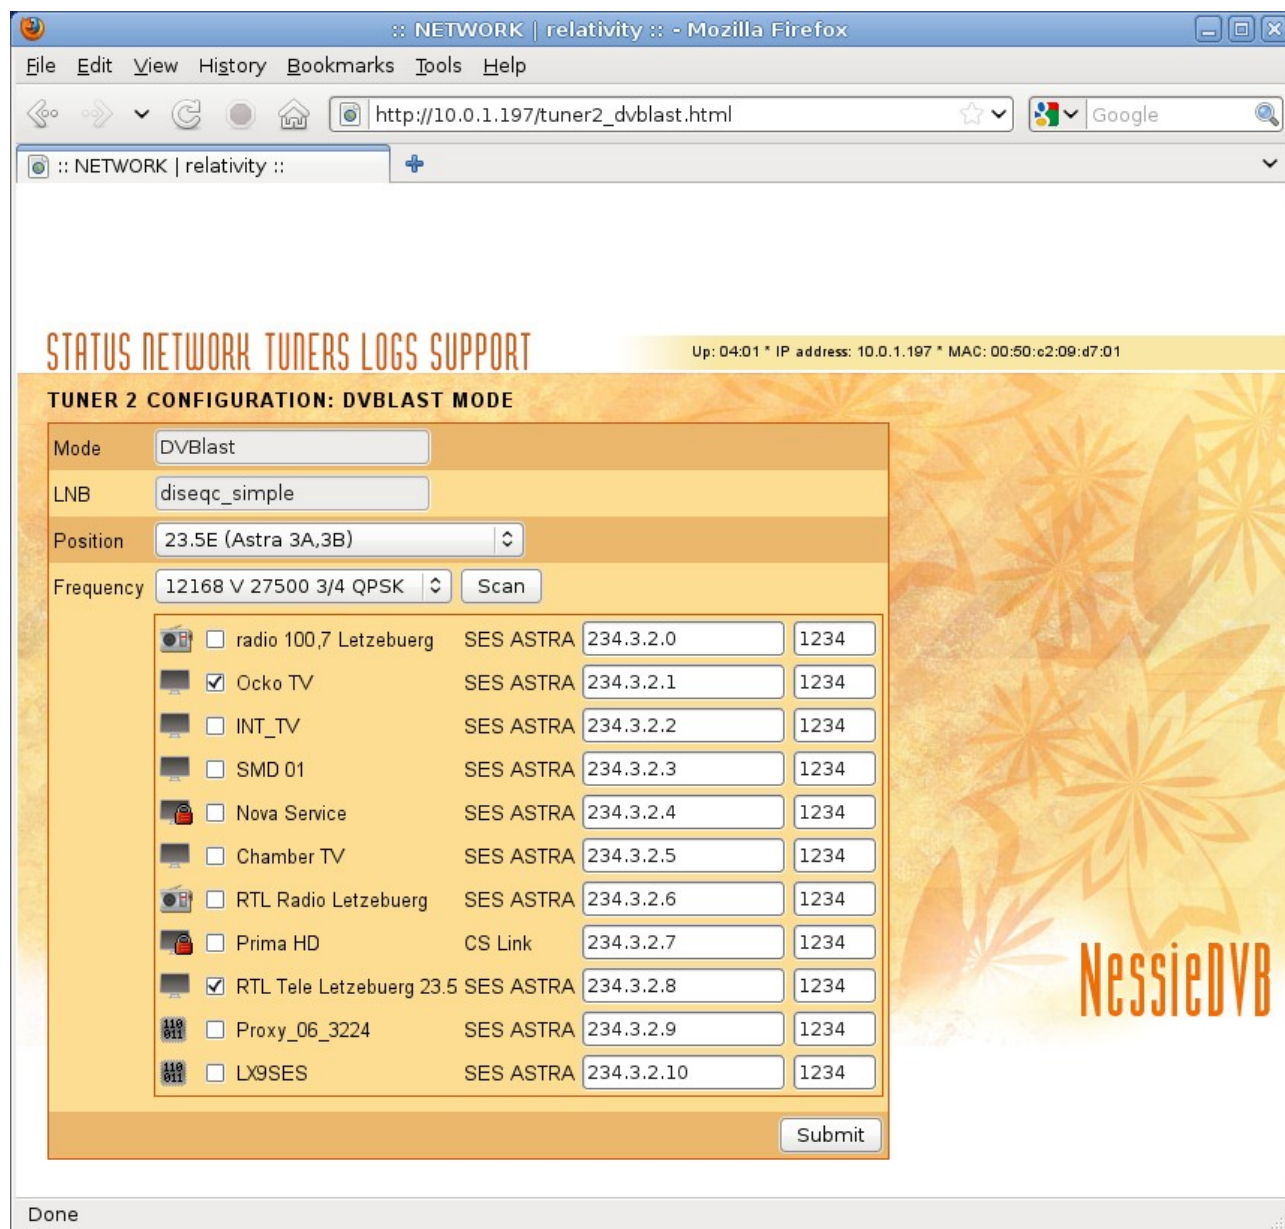 :: NETWORK | relativity :: - Mozilla Firefox
File Edit View History Bookmarks Tools Help
http://10.0.1.197/tuner2_dvblast.html Google
:: NETWORK | relativity ::
STATUS NETWORK TUNERS LOGS SUPPORT Up: 04:01 * IP address: 10.0.1.197 * MAC: 00:50:c2:09:d7:01
TUNER 2 CONFIGURATION: DVBLAST MODE
Mode DVBlast
LNB diseqc_simple
Position 23.5E (Astra 3A,3B)
Frequency 12168 V 27500 3/4 QPSK Scan
radio 100,7 Letzebuerg SES ASTRA 234.3.2.0 1234
Ocko TV SES ASTRA 234.3.2.1 1234
INT_TV SES ASTRA 234.3.2.2 1234
SMD 01 SES ASTRA 234.3.2.3 1234
Nova Service SES ASTRA 234.3.2.4 1234
Chamber TV SES ASTRA 234.3.2.5 1234
RTL Radio Letzebuerg SES ASTRA 234.3.2.6 1234
Prima HD CS Link 234.3.2.7 1234
RTL Tele Letzebuerg 23.5 SES ASTRA 234.3.2.8 1234
110
011 Proxy_06_3224 SES ASTRA 234.3.2.9 1234
110
011 LX9SES SES ASTRA 234.3.2.10 1234
NessieDVB
Submit
Done